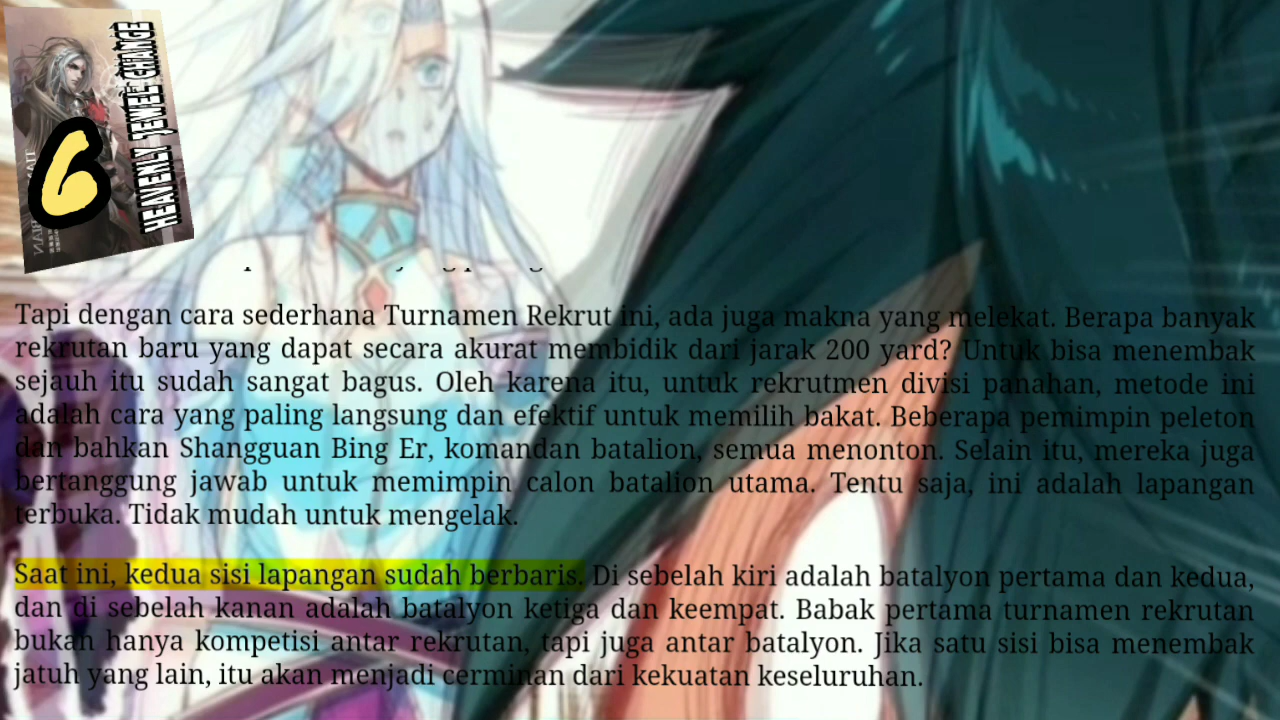 HEAVENLY JEWEL CHANGE
6
Tapi dengan cara sederhana Turnamen Rekrut ini, ada juga makna yang melekat. Berapa banyak
rekrutan baru yang dapat secara akurat membidik dari jarak 200 yard? Untuk bisa menembak
sejauh itu sudah sangat bagus. Oleh karena itu, untuk rekrutmen divisi panahan, metode ini
adalah cara yang paling langsung dan efektif untuk memilih bakat. Beberapa pemimpin peleton
dan bahkan Shangguan Bing Er, komandan batalion, semua menonton. Selain itu, mereka juga
bertanggung jawab untuk memimpin calon batalion utama. Tentu saja, ini adalah lapangan
terbuka. Tidak mudah untuk mengelak.
Saat ini, kedua sisi lapangan sudah berbaris. Di sebelah kiri adalah batalyon pertama dan kedua,
dan di sebelah kanan adalah batalyon ketiga dan keempat. Babak pertama turnamen rekrutan
bukan hanya kompetisi antar rekrutan, tapi juga antar batalyon. Jika satu sisi bisa menembak
jatuh yang lain, itu akan menjadi cerminan dari kekuatan keseluruhan.